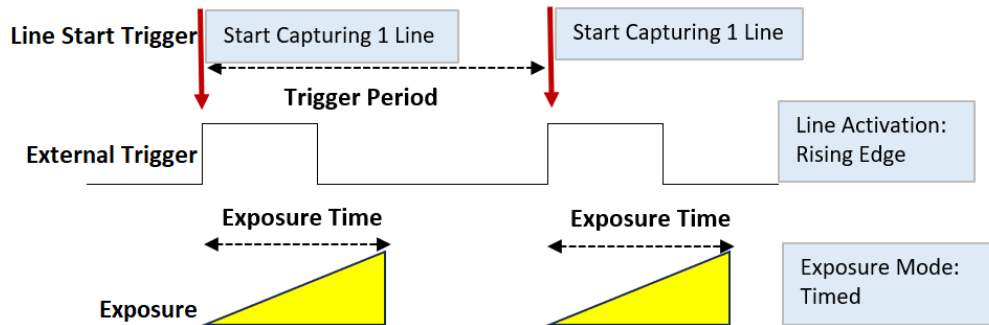 Line Start Trigger
Start Capturing 1 Line
Start Capturing 1 Line
Trigger Period
External Trigger
Line Activation:
Rising Edge
Exposure Time
Exposure Time
Exposure
Exposure Mode:
Timed